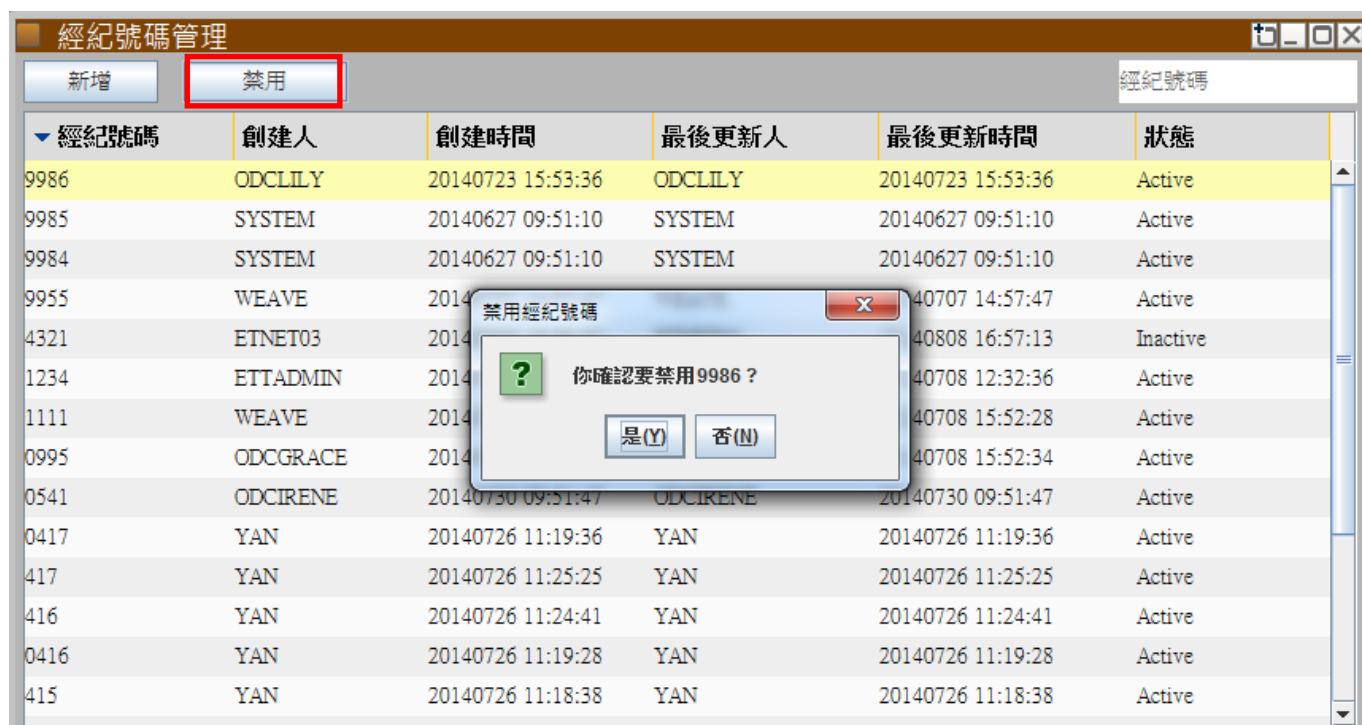 經紀號碼管理
新增 禁用 經紀號碼
經紀號碼 創建人 創建時間 最後更新人 最後更新時間 狀態
9986 ODCLILY 20140723 15:53:36 ODCLILY 20140723 15:53:36 Active
9985 SYSTEM 20140627 09:51:10 SYSTEM 20140627 09:51:10 Active
9984 SYSTEM 20140627 09:51:10 SYSTEM 20140627 09:51:10 Active
9955 WEAVE 2014 40707 14:57:47 Active
4321 ETNET03 2014 40808 16:57:13 Inactive
1234 ETTADMIN 2014 40708 12:32:36 Active
1111 WEAVE 2014 40708 15:52:28 Active
0995 ODCGRACE 2014 40708 15:52:34 Active
0541 ODCIRENE 20140730 09:51:47 ODCIRENE 20140730 09:51:47 Active
0417 YAN 20140726 11:19:36 YAN 20140726 11:19:36 Active
417 YAN 20140726 11:25:25 YAN 20140726 11:25:25 Active
416 YAN 20140726 11:24:41 YAN 20140726 11:24:41 Active
0416 YAN 20140726 11:19:28 YAN 20140726 11:19:28 Active
415 YAN 20140726 11:18:38 YAN 20140726 11:18:38 Active
禁用經紀號碼
你確認要禁用9986？
是(Y) 否(N)